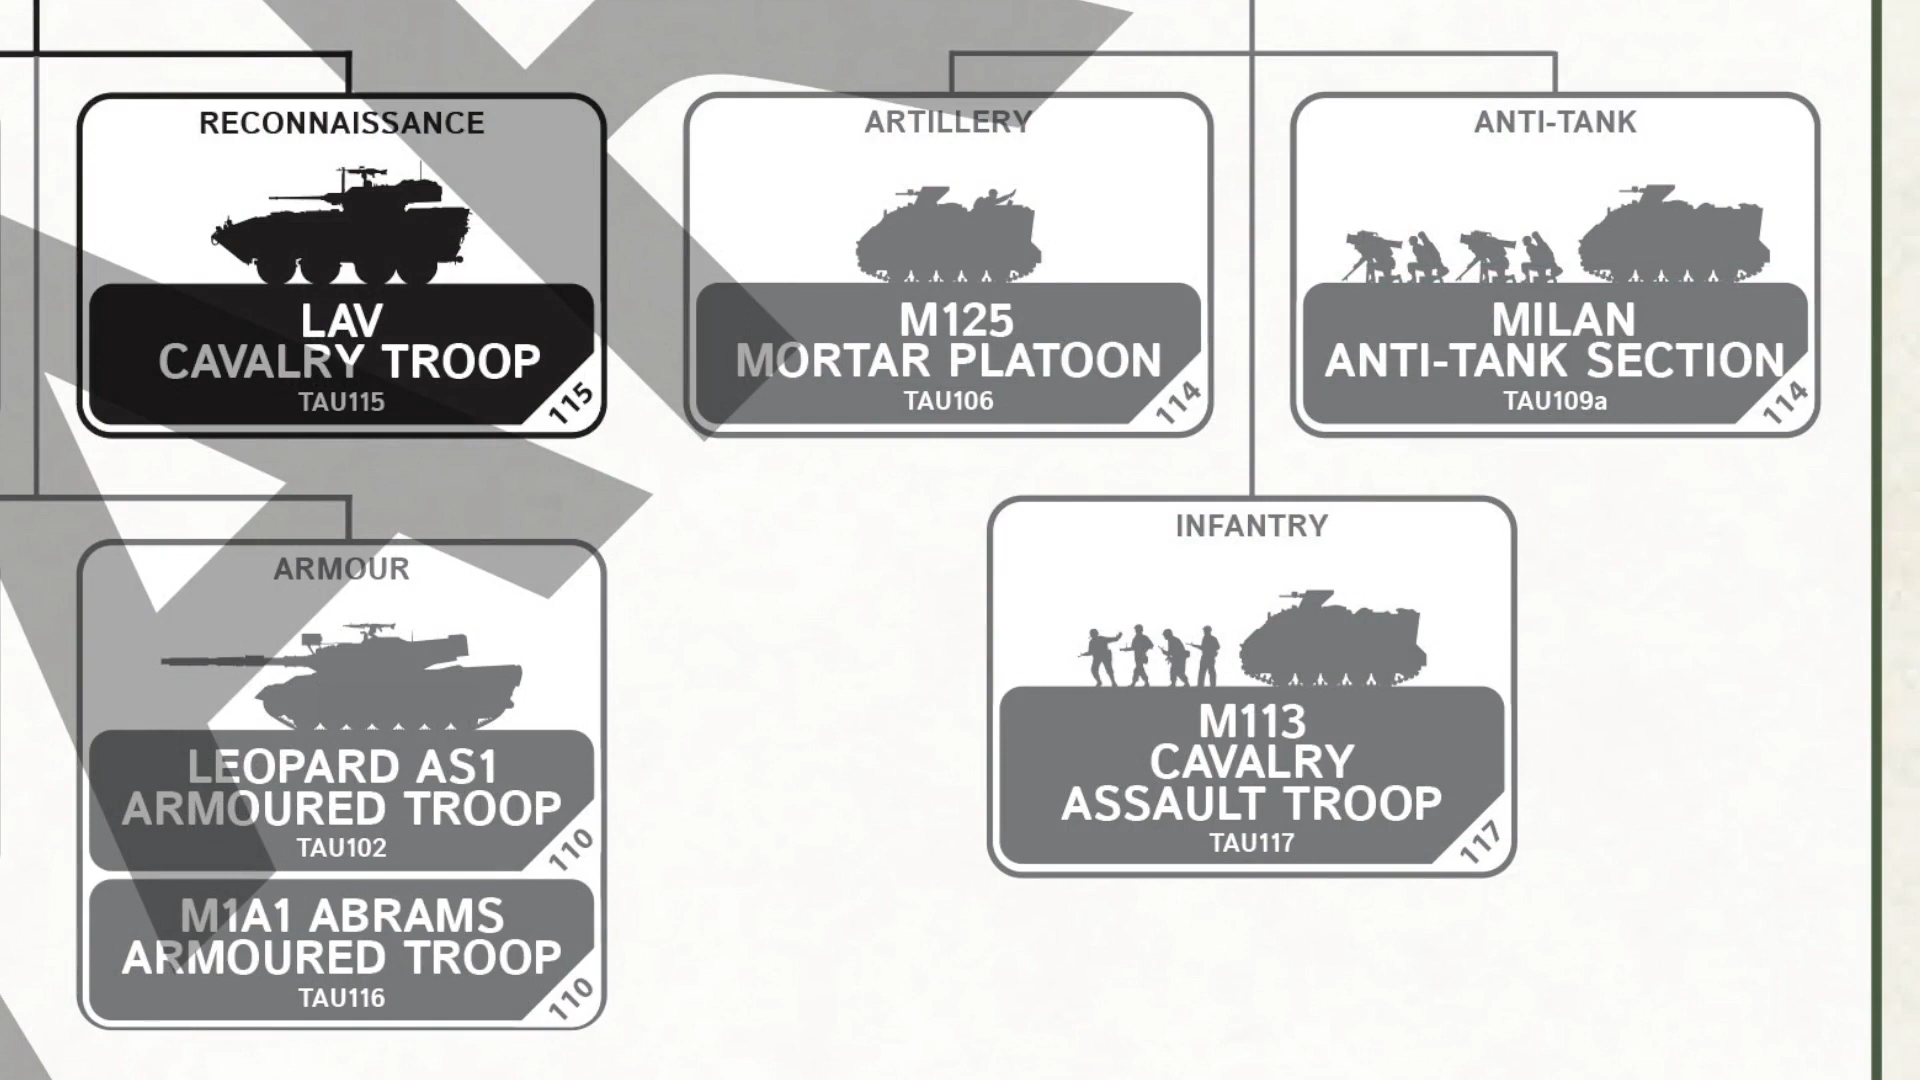 RECONNAISSANCE
LAV
CAVALRY TROOP
TAU115
115
ARTILLERY
M125
MORTAR PLATOON
TAU106
114
ANTI-TANK
MILAN
ANTI-TANK SECTION
TAU109a
114
ARMOUR
LEOPARD AS1
ARMOURED TROOP
TAU102
110
M1A1 ABRAMS
ARMOURED TROOP
TAU116
110
INFANTRY
M113
CAVALRY
ASSAULT TROOP
TAU117
117